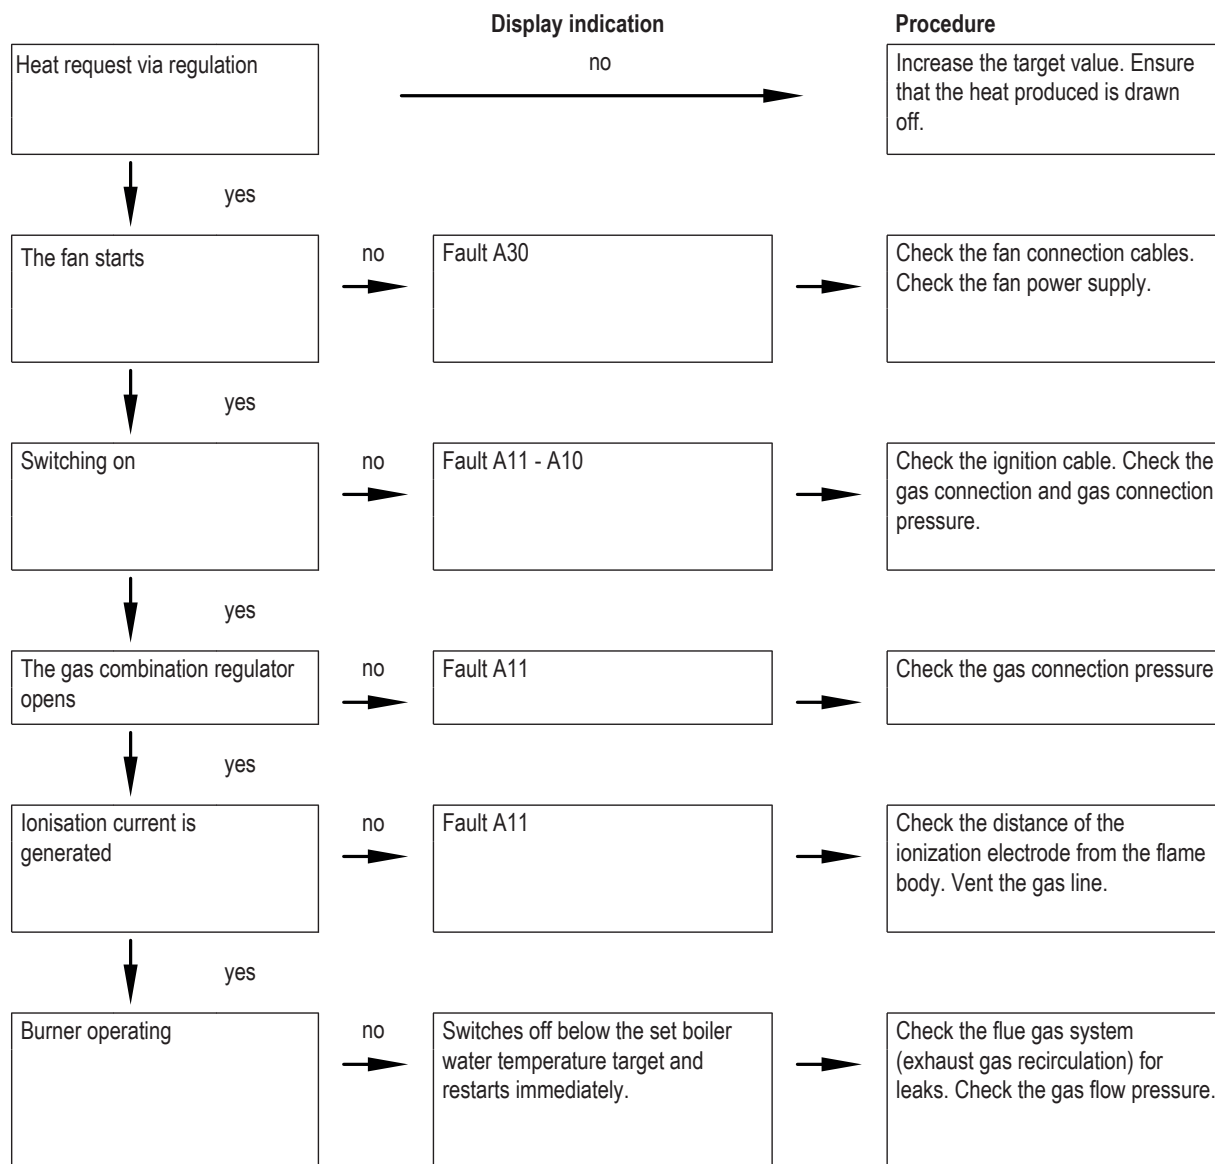 Display indication
Procedure
Heat request via regulation
no
Increase the target value. Ensure
that the heat produced is drawn
off.
yes
The fan starts
no
Fault A30
Check the fan connection cables.
Check the fan power supply.
yes
Switching on
no
Fault A11 - A10
Check the ignition cable. Check the
gas connection and gas connection
pressure.
yes
The gas combination regulator
opens
no
Fault A11
Check the gas connection pressure
yes
Ionisation current is
generated
no
Fault A11
Check the distance of the
ionization electrode from the flame
body. Vent the gas line.
yes
Burner operating
no
Switches off below the set boiler
water temperature target and
restarts immediately.
Check the flue gas system
(exhaust gas recirculation) for
leaks. Check the gas flow pressure.